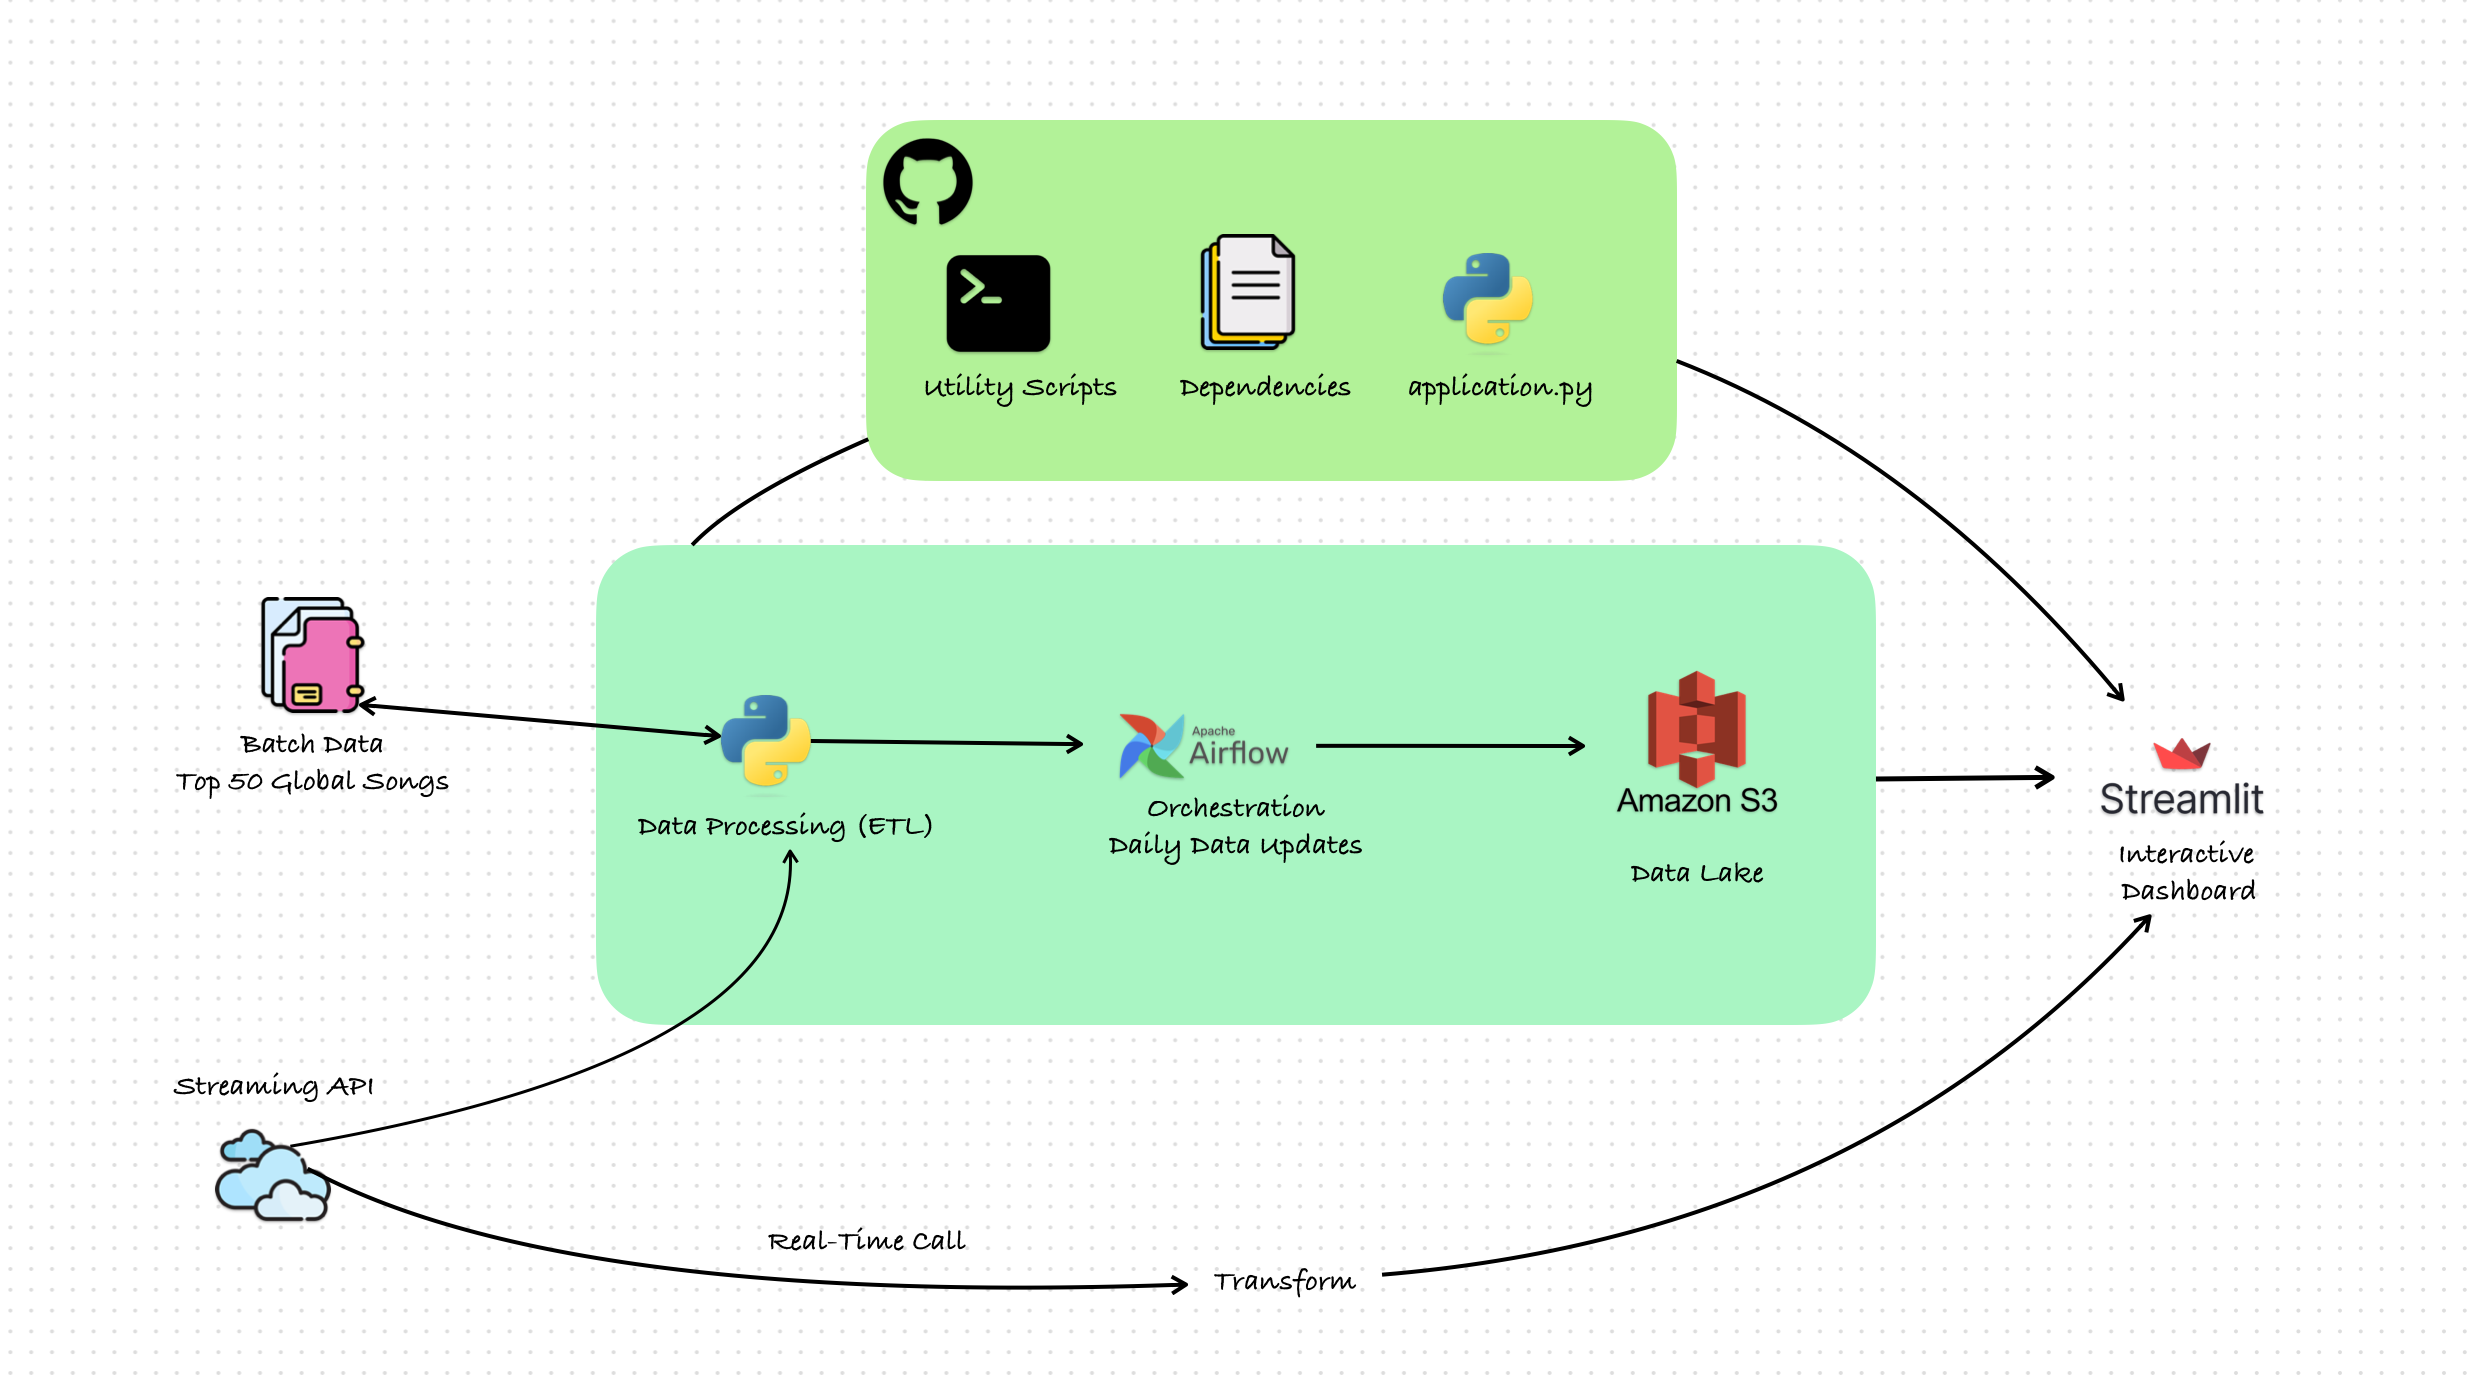 Utility Scripts
Dependencies
application.py
Batch Data
Top 50 Global Songs
Data Processing (ETL)
Apache
Airflow
Orchestration
Daily Data Updates
Amazon S3
Data Lake
Streamlit
Interactive
Dashboard
Streaming API
Real-Time Call
Transform